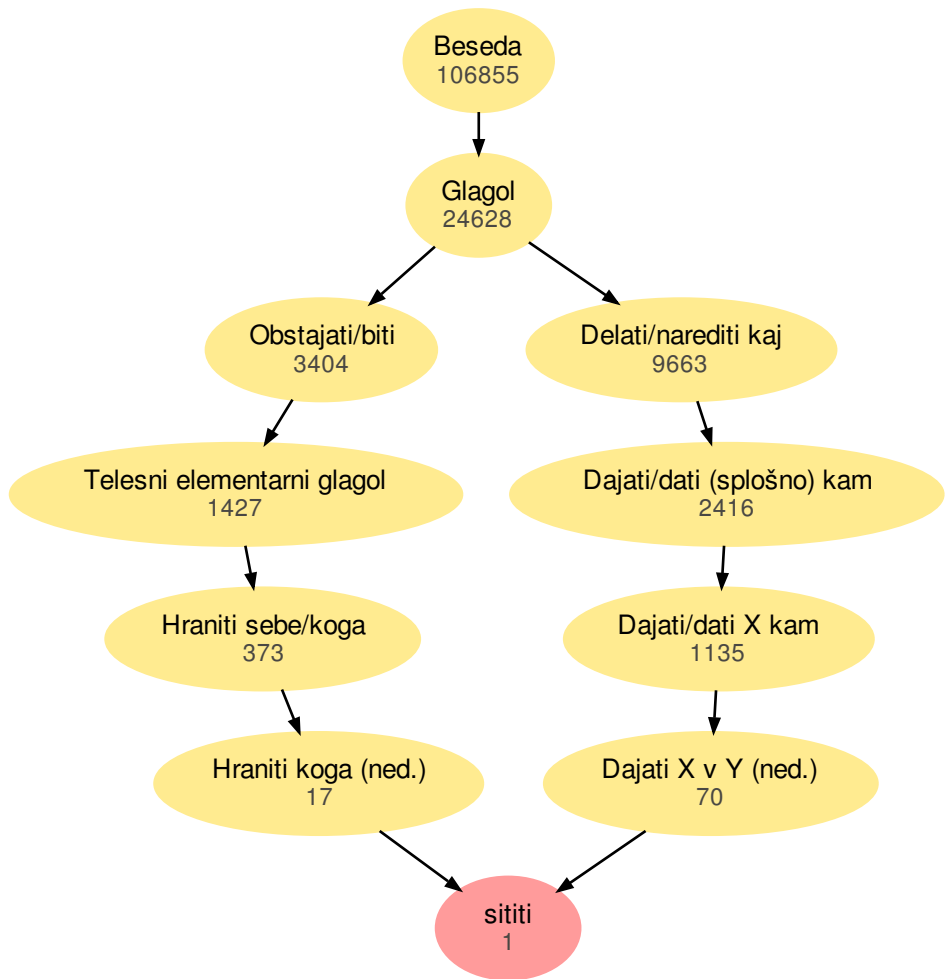 Beseda
106855
Glagol
24628
Obstajati/biti
3404
Delati/narediti kaj
9663
Telesni elementarni glagol
1427
Dajati/dati (splošno) kam
2416
Hraniti sebe/koga
373
Dajati/dati X kam
1135
Hraniti koga (ned.)
17
Dajati X v Y (ned.)
70
sititi
1